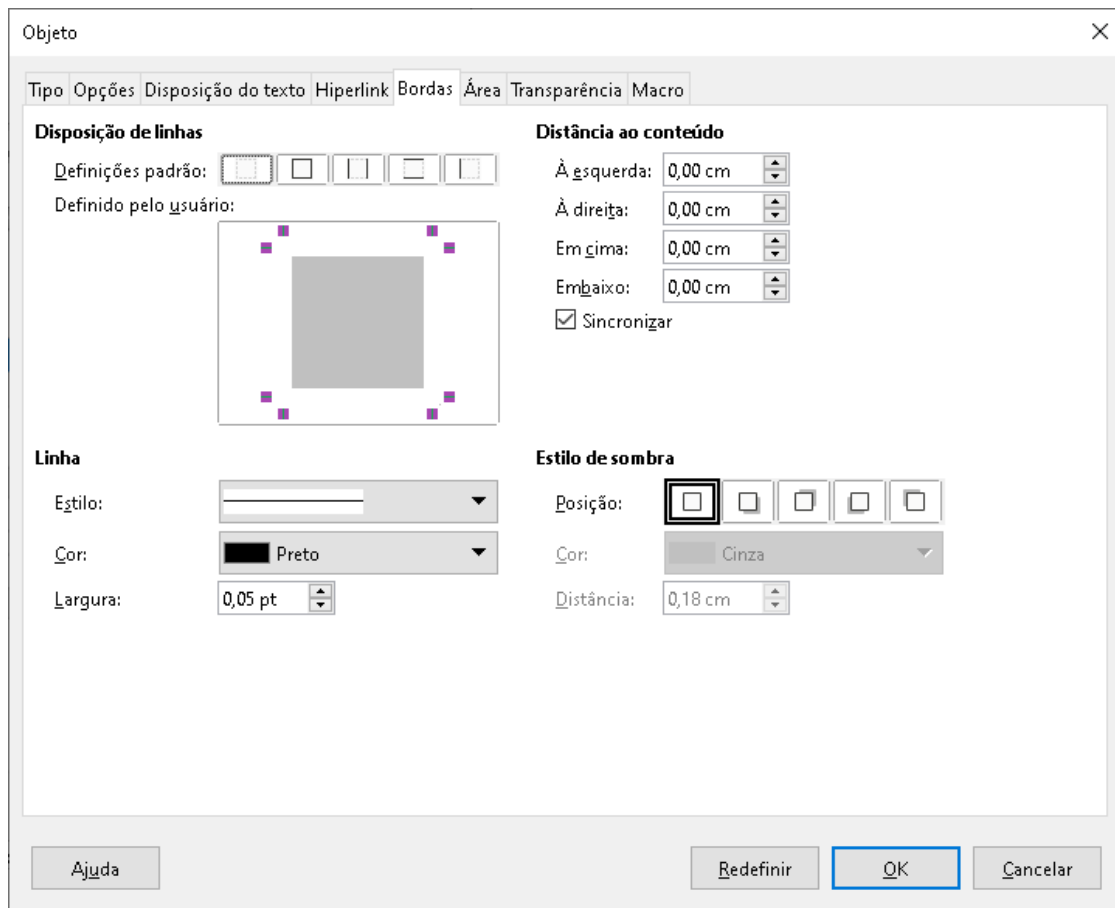 Objeto
Tipo Opções Disposição do texto Hiperlink Bordas Área Transparência Macro
Disposição de linhas
Definições padrão:
Definido pelo usuário:
Distância ao conteúdo
À esquerda: 0,00 cm
À direita: 0,00 cm
Em cima: 0,00 cm
Embaixo: 0,00 cm
Sincronizar
Linha
Estilo:
Cor: Preto
Largura: 0,05 pt
Estilo de sombra
Posição:
Cor: Cinza
Distância: 0,18 cm
Ajuda Redefinir OK Cancelar